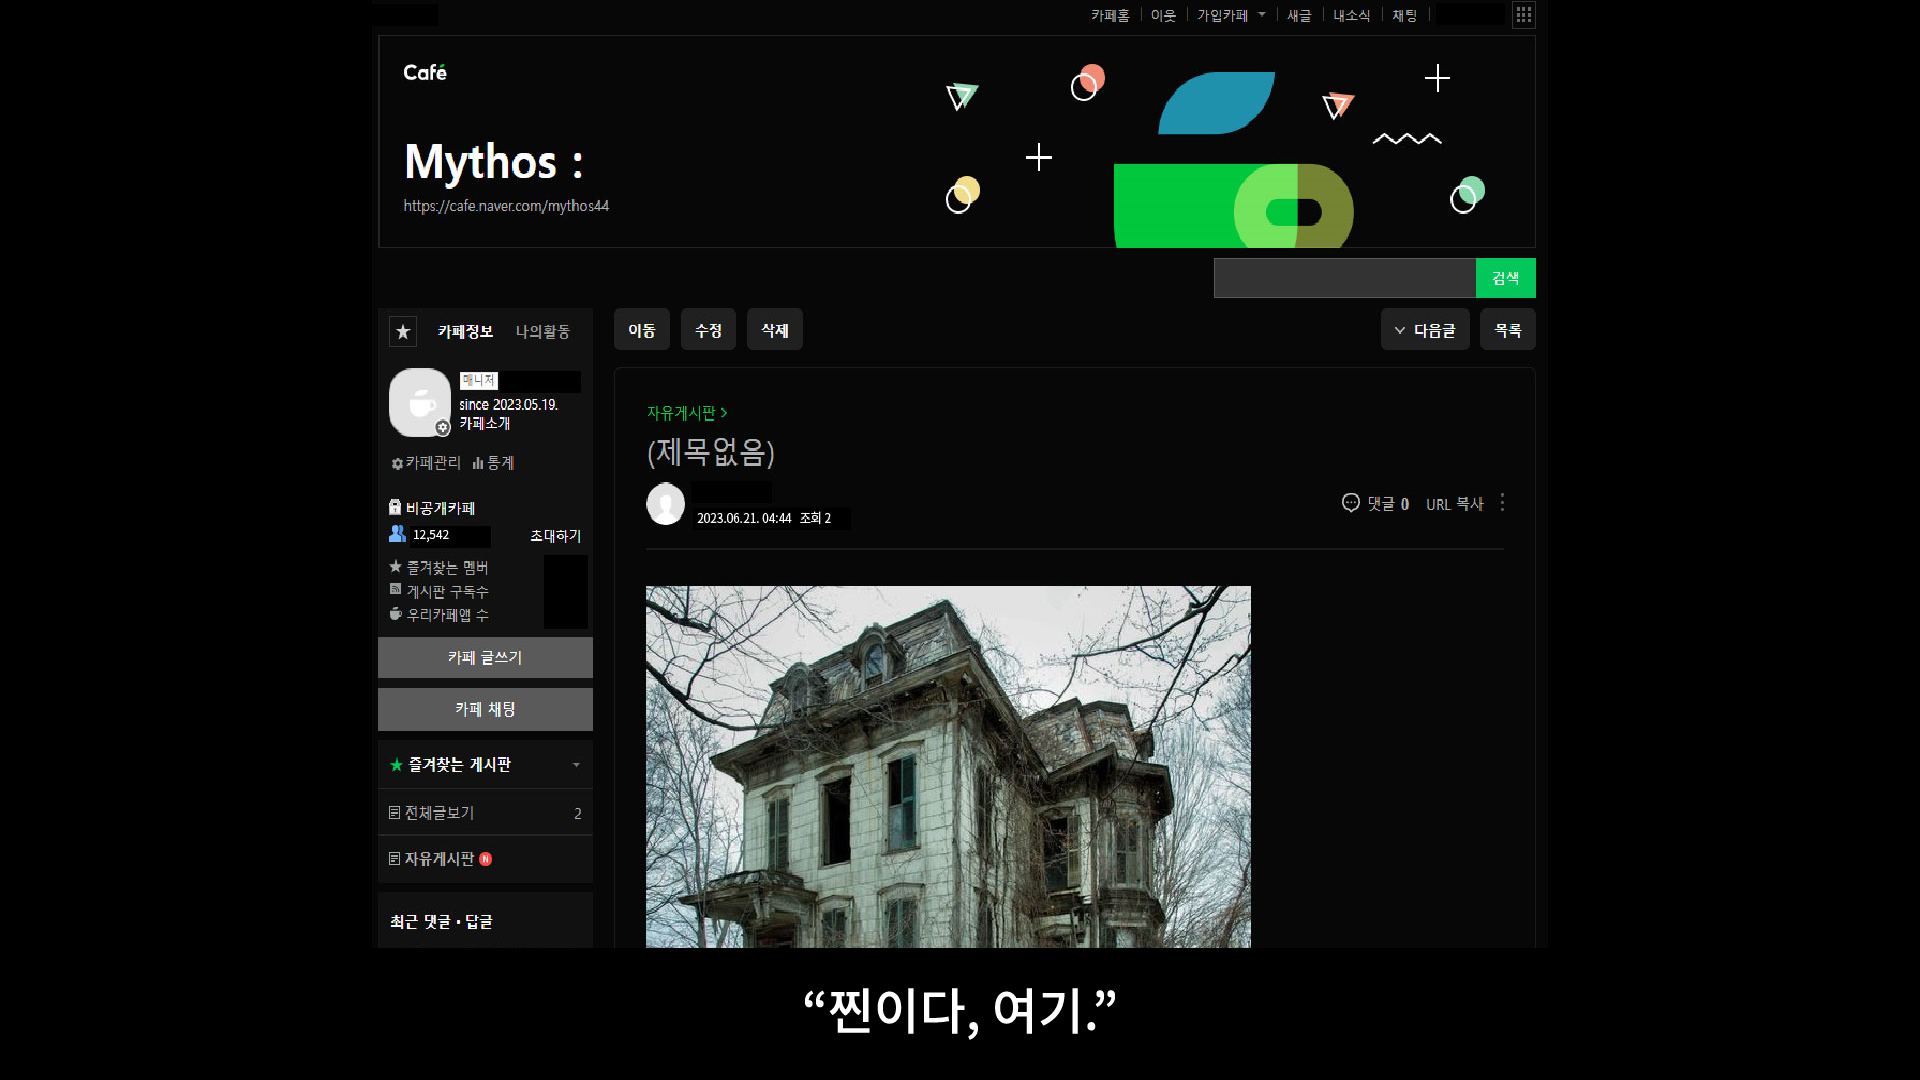 카페홈 이웃 가입카페 새글 내소식 채팅
Café
Mythos :
https://cafe.naver.com/mythos44
검색
카페정보 나의활동
이동 수정 삭제
다음글 목록
매니저
since 2023.05.19.
카페소개
카페관리 통계
비공개카페
12,542 초대하기
즐겨찾는 멤버
게시판 구독수
우리카페앱 수
카페 글쓰기
카페 채팅
즐겨찾는 게시판
전체글보기 2
자유게시판 N
최근 댓글 · 답글
자유게시판 >
(제목없음)
2023.06.21. 04:44 조회 2
댓글 0 URL 복사
“찐이다, 여기.”